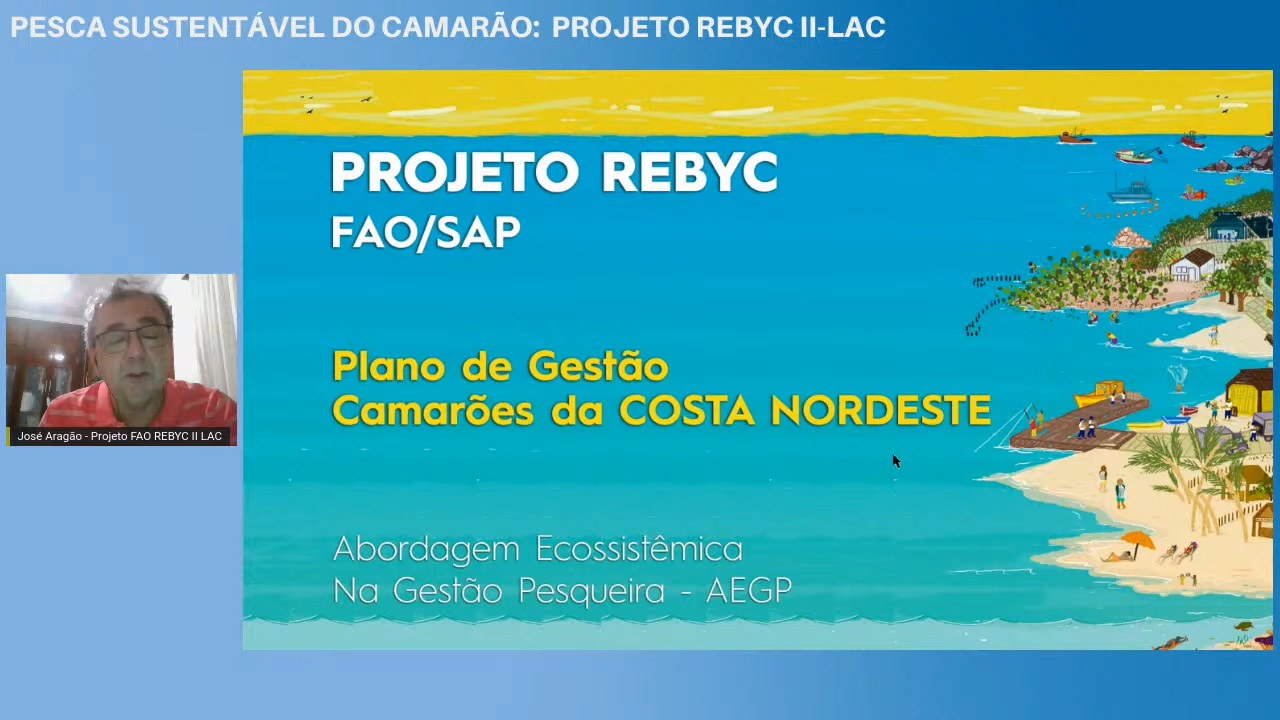 PESCA SUSTENTÁVEL DO CAMARÃO: PROJETO REBYC II-LAC
PROJETO REBYC
FAO/SAP
Plano de Gestão
Camarões da COSTA NORDESTE
Abordagem Ecossistêmica
Na Gestão Pesqueira - AEGP
José Aragão - Projeto FAO REBYC II LAC